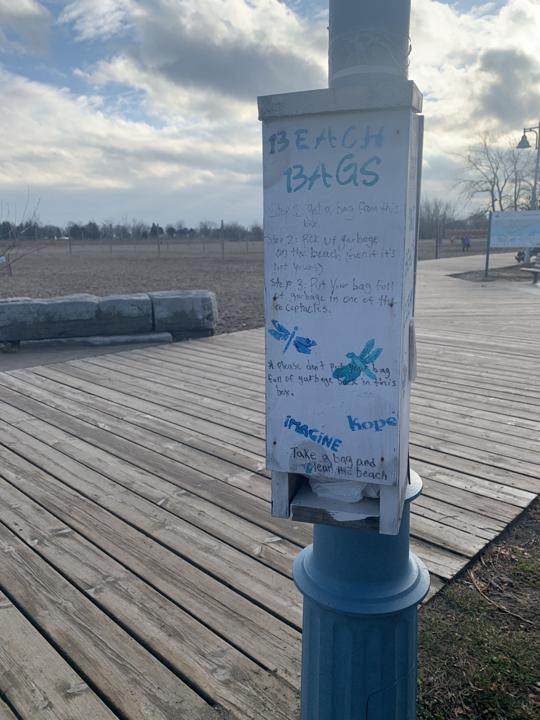 BEACH
BAGS
Step 1: get a bag from this
box
Step 2: Pick up garbage
on the beach (even if it's
not yours)
Step 3: Put your bag full
of garbage in one of the
receptacles.
* Please don't put your bag
full of garbage back in this
box.
IMAGINE
hope
Take a bag and
clean the beach